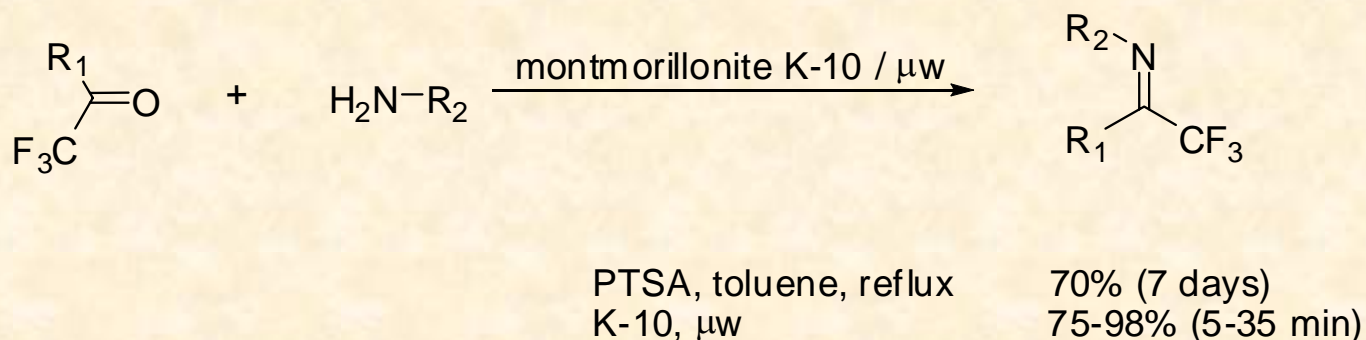 R1
O
F3C
+
H2N-R2
montmorillonite K-10 / μw
R2
N
R1
CF3
PTSA, toluene, reflux 70% (7 days)
K-10, μw 75-98% (5-35 min)